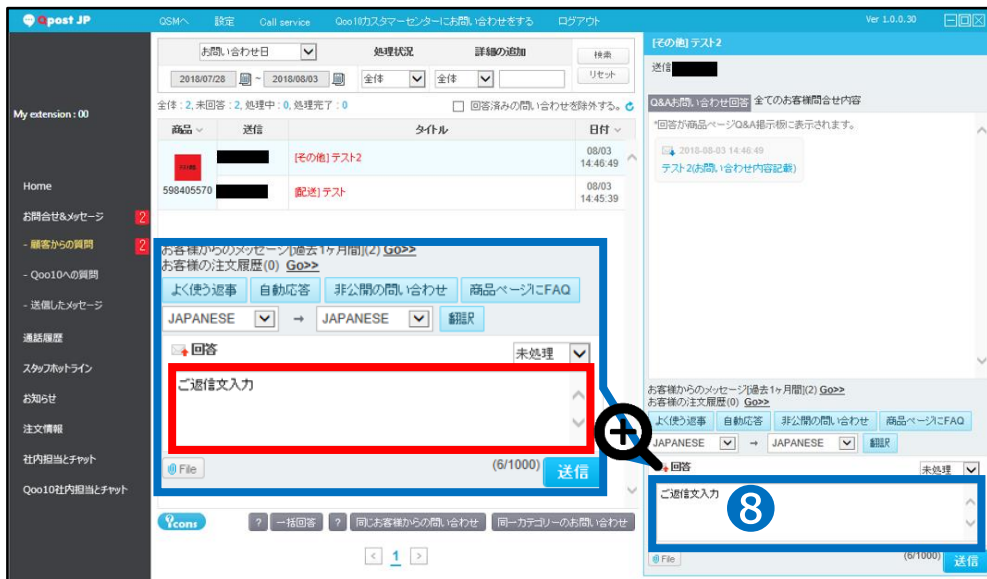 Qpost JP
QSMへ 設定 Call service Qoo10カスタマーセンターにお問い合わせをする ログアウト Ver 1.0.0.30
My extension : 00
Home
お問合せ&メッセージ 2
- 顧客からの質問 2
- Qoo10への質問
- 送信したメッセージ
通話履歴
スタッフホットライン
お知らせ
注文情報
社内担当とチャット
Qoo10社内担当とチャット
お問い合わせ日 処理状況 詳細の追加 検索
2018/07/28 ~ 2018/08/03 全体 全体 リセット
全体 : 2, 未回答 : 2, 処理中 : 0, 処理完了 : 0 回答済みの問い合わせを除外する。
商品 送信 タイトル 日付
[その他] テスト2 08/03
14:46:49
598405570 [配送] テスト 08/03
14:45:39
お客様からのメッセージ[過去1ヶ月間](2) Go>>
お客様の注文履歴(0) Go>>
よく使う返事 自動応答 非公開の問い合わせ 商品ページにFAQ
JAPANESE → JAPANESE 翻訳
回答 未処理
ご返信文入力
File (6/1000) 送信
Qcons ? 一括回答 ? 同じお客様からの問い合わせ 同一カテゴリーのお問い合わせ
< 1 >
[その他] テスト2
送信
Q&Aお問い合わせ回答 全てのお客様問合せ内容
*回答が商品ページQ&A掲示板に表示されます。
2018-08-03 14:46:49
テスト2(お問い合わせ内容記載)
お客様からのメッセージ[過去1ヶ月間](2) Go>>
お客様の注文履歴(0) Go>>
よく使う返事 自動応答 非公開の問い合わせ 商品ページにFAQ
JAPANESE → JAPANESE 翻訳
回答 未処理
ご返信文入力
8
File (6/1000) 送信